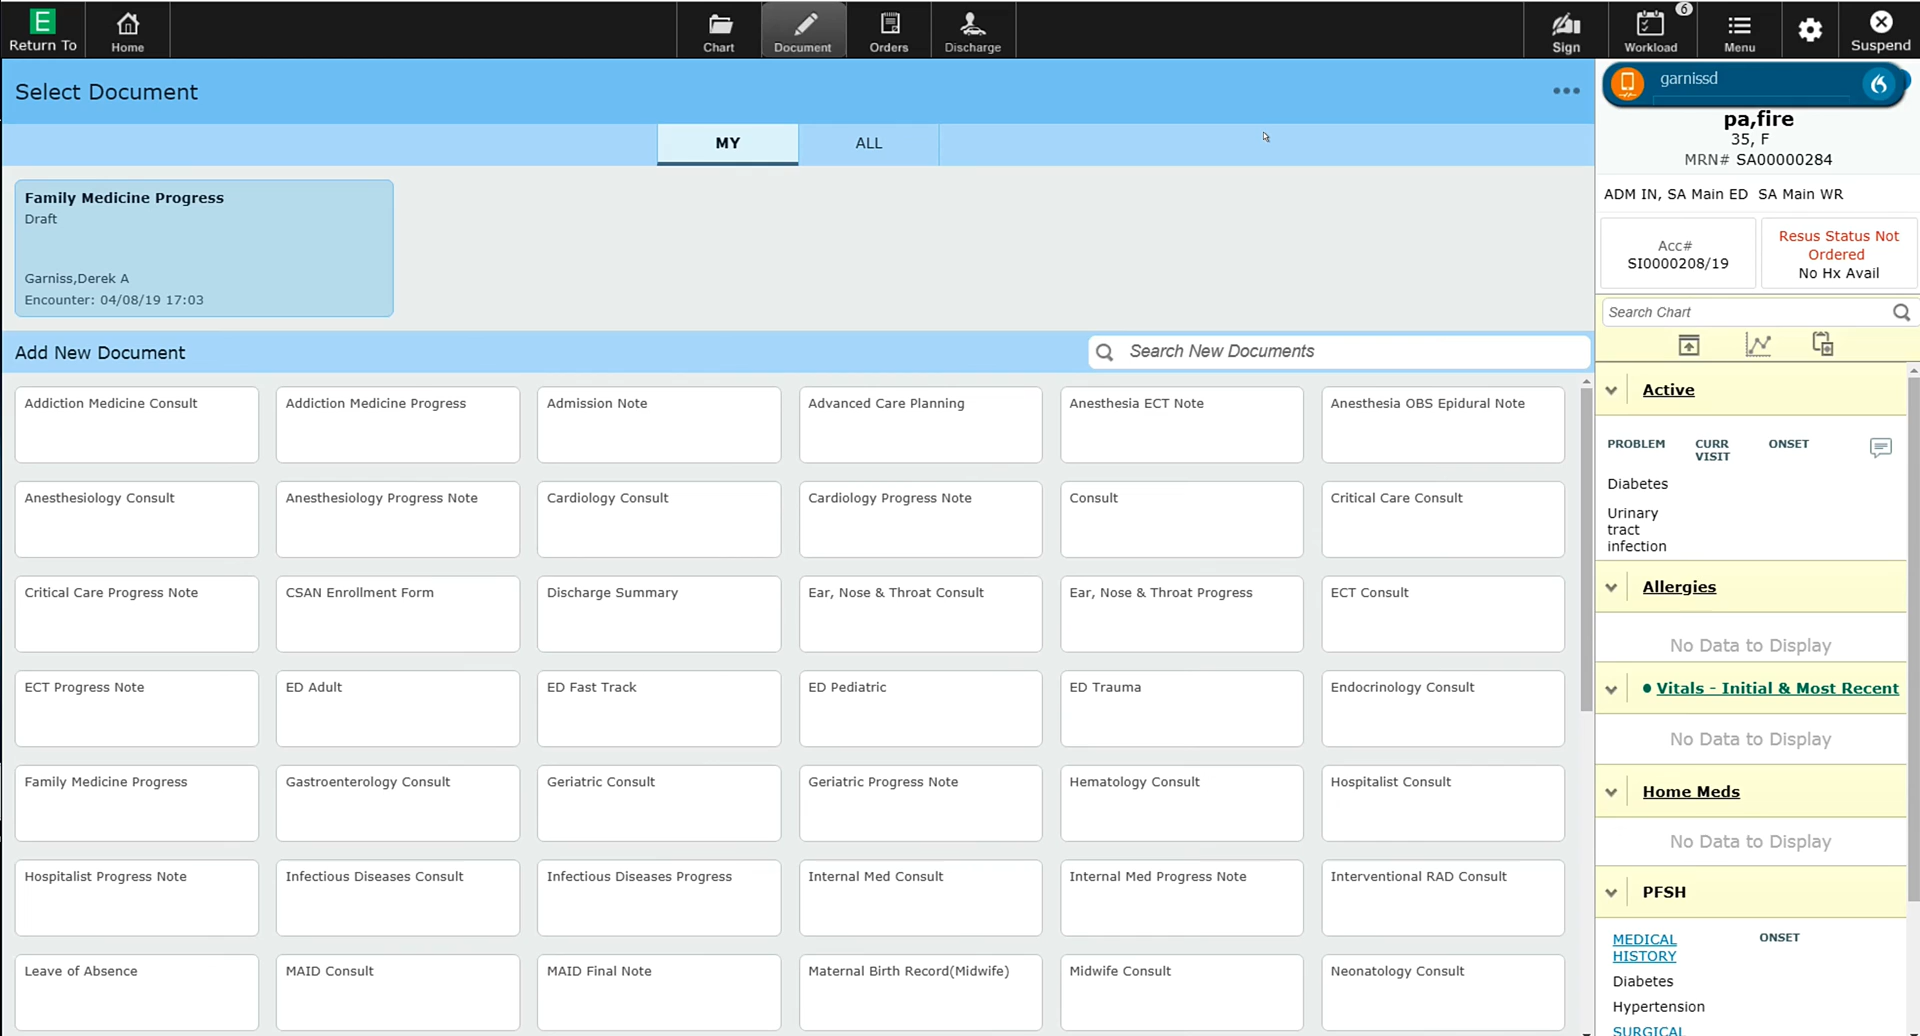 E
Return To
Home
Chart
Document
Orders
Discharge
Sign
6
Workload
Menu
Suspend
Select Document
garnissd
pa,fire
35, F
MRN# SA00000284
MY
ALL
ADM IN, SA Main ED SA Main WR
Family Medicine Progress
Draft
Garniss,Derek A
Encounter: 04/08/19 17:03
Acc#
SI0000208/19
Resus Status Not
Ordered
No Hx Avail
Search Chart
Add New Document
Search New Documents
Addiction Medicine Consult
Addiction Medicine Progress
Admission Note
Advanced Care Planning
Anesthesia ECT Note
Anesthesia OBS Epidural Note
Anesthesiology Consult
Anesthesiology Progress Note
Cardiology Consult
Cardiology Progress Note
Consult
Critical Care Consult
Critical Care Progress Note
CSAN Enrollment Form
Discharge Summary
Ear, Nose & Throat Consult
Ear, Nose & Throat Progress
ECT Consult
ECT Progress Note
ED Adult
ED Fast Track
ED Pediatric
ED Trauma
Endocrinology Consult
Family Medicine Progress
Gastroenterology Consult
Geriatric Consult
Geriatric Progress Note
Hematology Consult
Hospitalist Consult
Hospitalist Progress Note
Infectious Diseases Consult
Infectious Diseases Progress
Internal Med Consult
Internal Med Progress Note
Interventional RAD Consult
Leave of Absence
MAID Consult
MAID Final Note
Maternal Birth Record(Midwife)
Midwife Consult
Neonatology Consult
Active
PROBLEM
CURR
VISIT
ONSET
Diabetes
Urinary
tract
infection
Allergies
No Data to Display
Vitals - Initial & Most Recent
No Data to Display
Home Meds
No Data to Display
PFSH
MEDICAL
HISTORY
ONSET
Diabetes
Hypertension
SURGICAL